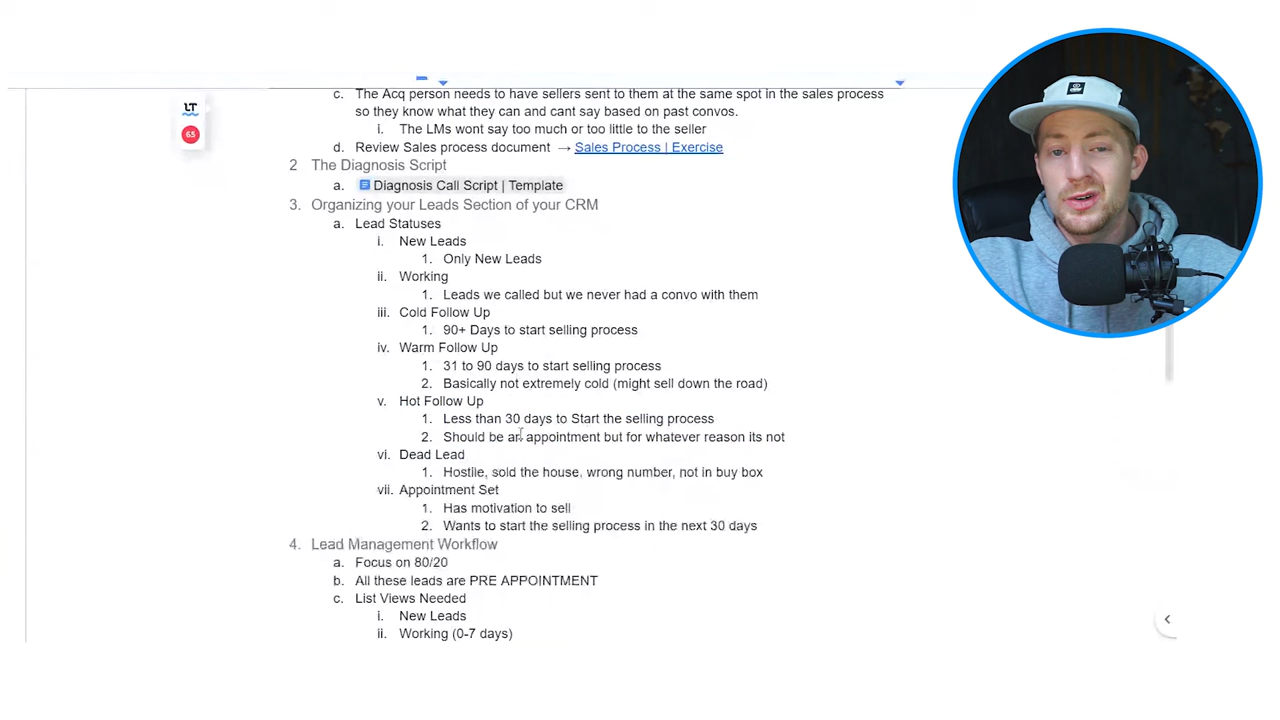 c. The Acq person needs to have sellers sent to them at the same spot in the sales process
so they know what they can and cant say based on past convos.
i. The LMs wont say too much or too little to the seller
d. Review Sales process document → Sales Process | Exercise
2 The Diagnosis Script
a. Diagnosis Call Script | Template
3. Organizing your Leads Section of your CRM
a. Lead Statuses
i. New Leads
1. Only New Leads
ii. Working
1. Leads we called but we never had a convo with them
iii. Cold Follow Up
1. 90+ Days to start selling process
iv. Warm Follow Up
1. 31 to 90 days to start selling process
2. Basically not extremely cold (might sell down the road)
v. Hot Follow Up
1. Less than 30 days to Start the selling process
2. Should be an appointment but for whatever reason its not
vi. Dead Lead
1. Hostile, sold the house, wrong number, not in buy box
vii. Appointment Set
1. Has motivation to sell
2. Wants to start the selling process in the next 30 days
4. Lead Management Workflow
a. Focus on 80/20
b. All these leads are PRE APPOINTMENT
c. List Views Needed
i. New Leads
ii. Working (0-7 days)
LT
65